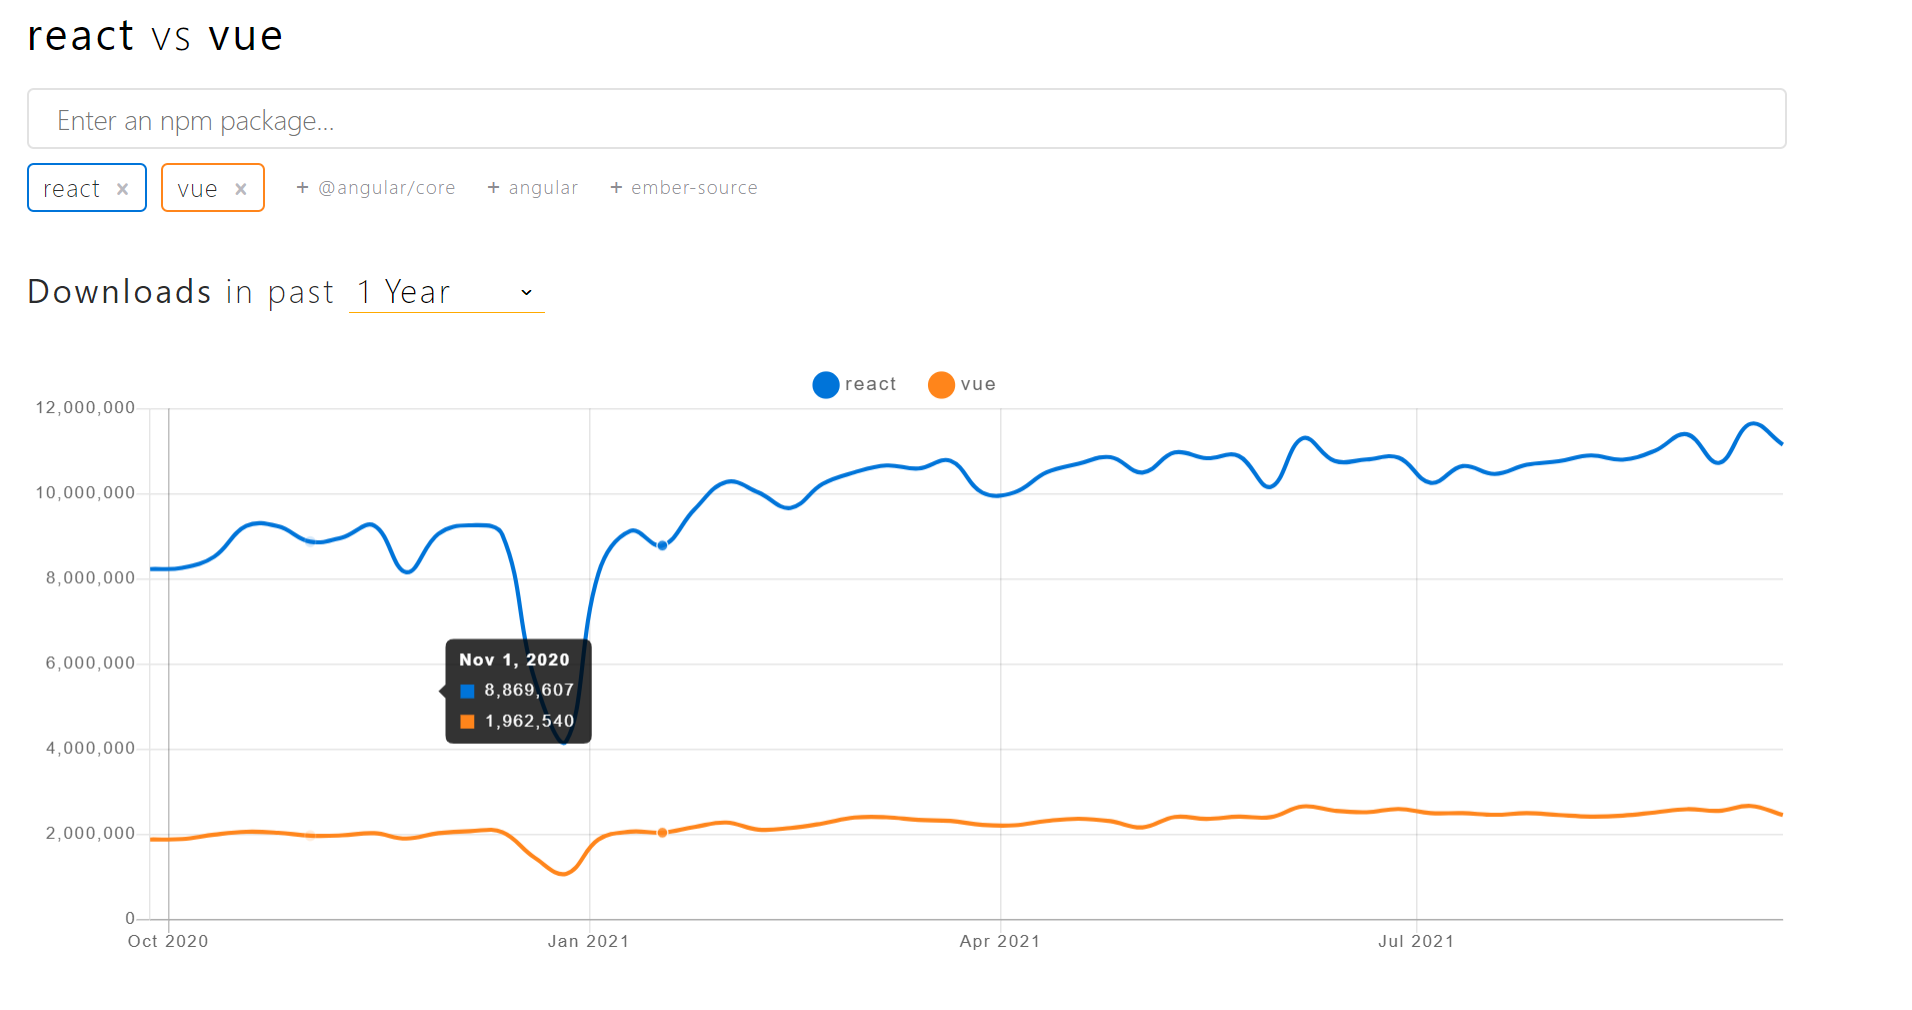 react vs vue
Enter an npm package...
react × vue × + @angular/core + angular + ember-source
Downloads in past 1 Year
react vue
12,000,000
10,000,000
8,000,000
6,000,000
4,000,000
2,000,000
0
Nov 1, 2020
8,869,607
1,962,540
Oct 2020 Jan 2021 Apr 2021 Jul 2021